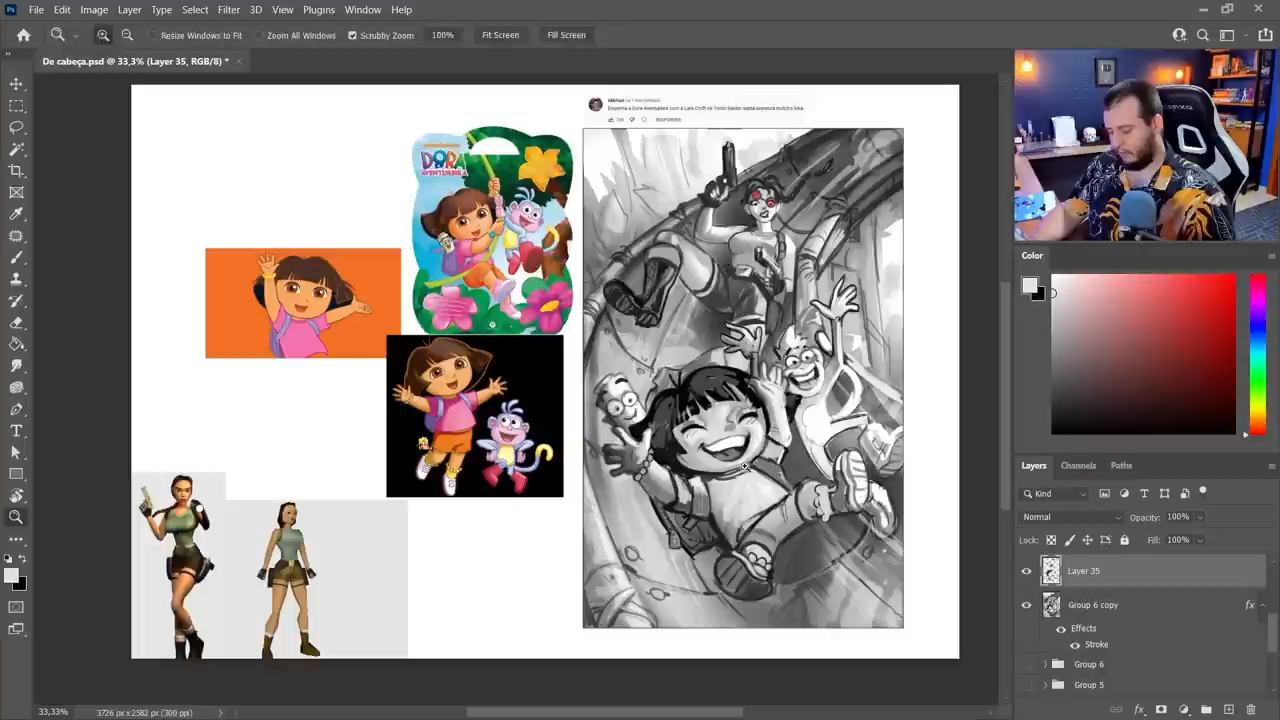 Ps File Edit Image Layer Type Select Filter 3D View Plugins Window Help
Resize Windows to Fit Zoom All Windows Scrubby Zoom 100% Fit Screen Fill Screen
De cabeça.psd @ 33,3% (Layer 35, RGB/8) *
DORA
AVENTUREIRA
RESPONDER
Color
Layers Channels Paths
Kind
Normal Opacity: 100%
Lock: Fill: 100%
Layer 35
Group 6 copy fx
Effects
Stroke
Group 6
Group 5
33,33% 3726 px x 2582 px (300 ppi)